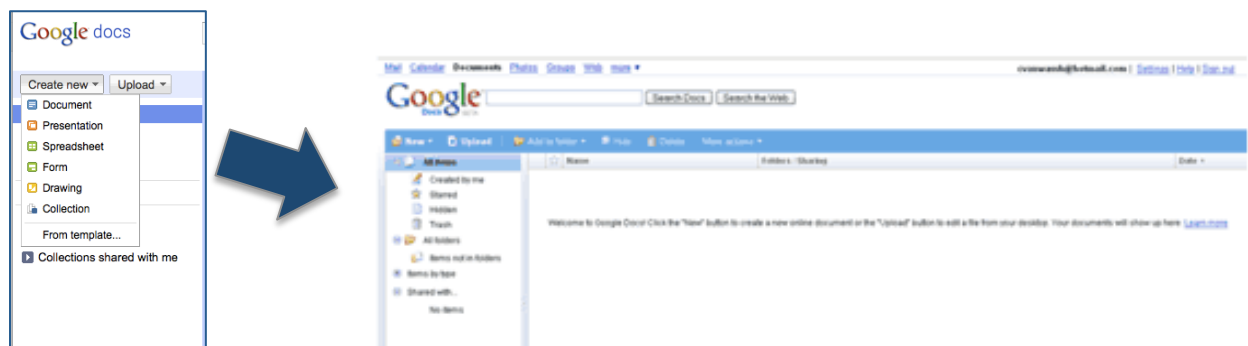 Google docs
Create new Upload
Document
Presentation
Spreadsheet
Form
Drawing
Collection
From template...
Collections shared with me
Mail Calendar Documents Photos Groups Web more
Settings | Help | Sign out
Google
Docs
Search Docs Search the Web
New Upload Add to folder Hide Delete More actions
All items Name Folders / Sharing Date
Created by me
Starred
Hidden
Trash
Welcome to Google Docs! Click the "New" button to create a new online document or the "Upload" button to edit a file from your desktop. Your documents will show up here. Learn more
All folders
Items not in folders
Items by type
Shared with...
No items